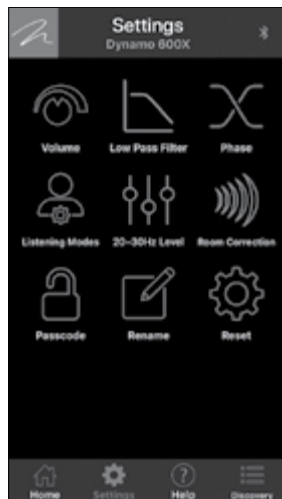 Settings
Dynamo 600X
Volume
Low Pass Filter
Phase
Listening Modes
20-30Hz Level
Room Correction
Passcode
Rename
Reset
Home
Settings
Help
Discovery